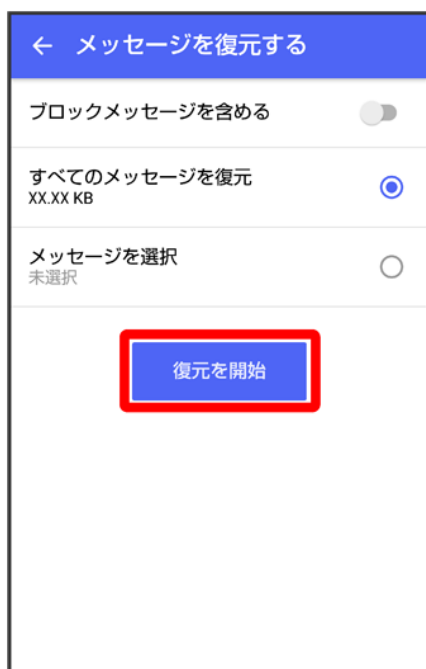 メッセージを復元する
ブロックメッセージを含める
すべてのメッセージを復元
XX.XX KB
メッセージを選択
未選択
復元を開始